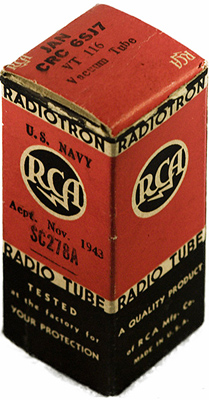 JAN
CRC 6SJ7
VT 116
Vacuum Tube
RCA
RADIOTRON
U.S. NAVY
RCA
Acpt. Nov. 1943
SC278A
RADIO TUBE
TESTED
at the factory for
YOUR PROTECTION
RADIOTRON
RCA
RADIO TUBE
A QUALITY PRODUCT
of RCA Mfg. Co.
MADE IN U.S.A.